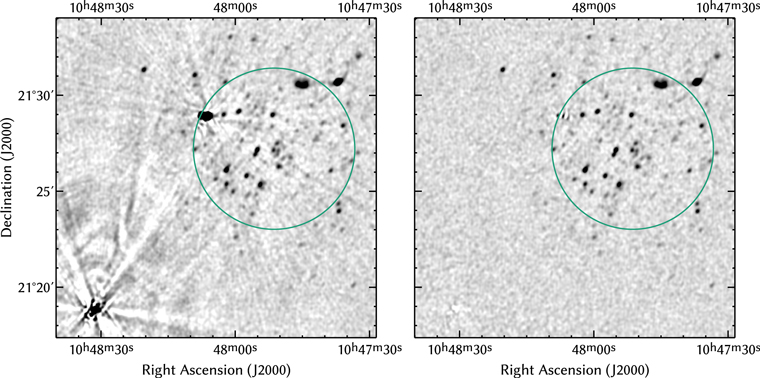 10ʰ48ᵐ30ˢ 48ᵐ00ˢ 10ʰ47ᵐ30ˢ 10ʰ48ᵐ30ˢ 48ᵐ00ˢ 10ʰ47ᵐ30ˢ
21°30′
25′
21°20′
Declination (J2000)
10ʰ48ᵐ30ˢ 48ᵐ00ˢ 10ʰ47ᵐ30ˢ 10ʰ48ᵐ30ˢ 48ᵐ00ˢ 10ʰ47ᵐ30ˢ
Right Ascension (J2000) Right Ascension (J2000)